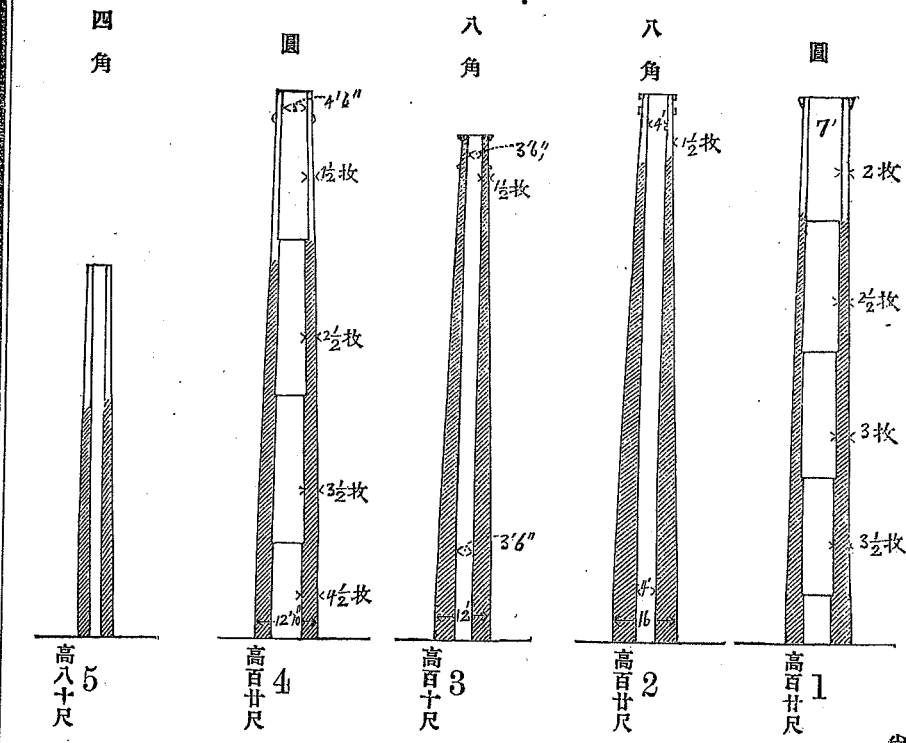 圓
7'
2枚
2½枚
3枚
3½枚
1
高百廿尺
八角
4'
1½枚
4'
16
2
高百廿尺
八角
3'6"
1½枚
3'6"
12'
3
高百十尺
圓
4'6"
1½枚
2½枚
3½枚
4½枚
4
高百廿尺
四角
5
高八十尺